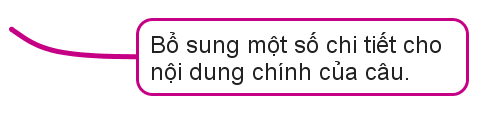 Bổ sung một số chi tiết cho
nội dung chính của câu.